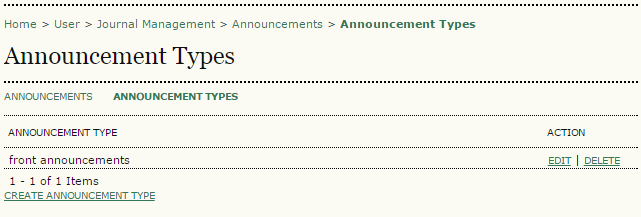 Home > User > Journal Management > Announcements > Announcement Types
Announcement Types
ANNOUNCEMENTS ANNOUNCEMENT TYPES
ANNOUNCEMENT TYPE ACTION
front announcements EDIT | DELETE
1 - 1 of 1 Items
CREATE ANNOUNCEMENT TYPE